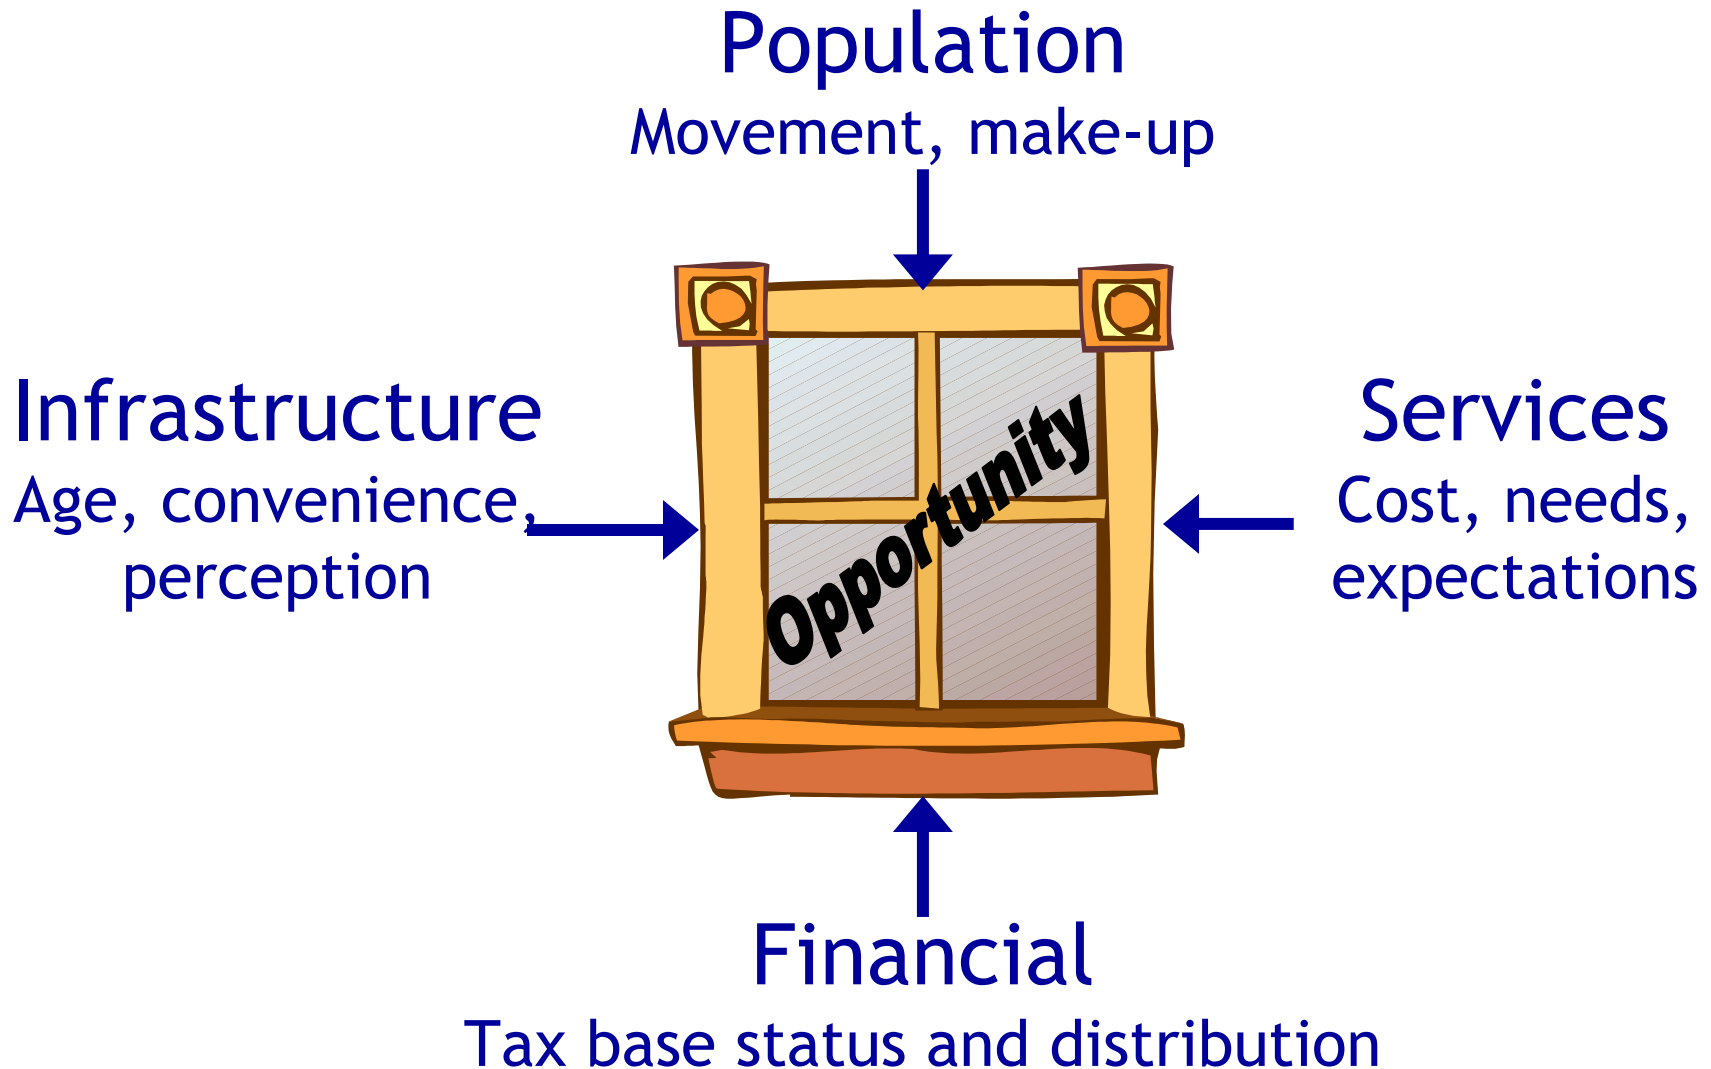 Population
Movement, make-up
Infrastructure
Age, convenience,
perception
Opportunity
Services
Cost, needs,
expectations
Financial
Tax base status and distribution